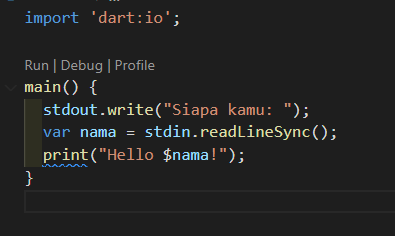 import 'dart:io';
Run | Debug | Profile
main() {
  stdout.write("Siapa kamu: ");
  var nama = stdin.readLineSync();
  print("Hello $nama!");
}